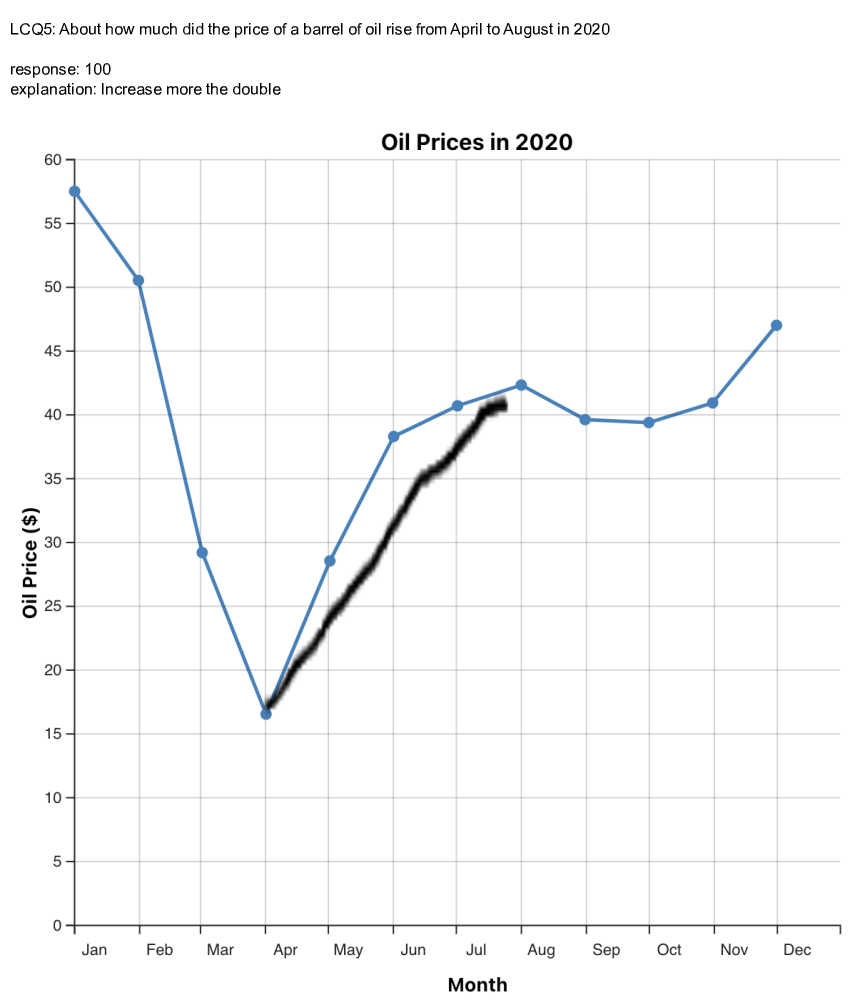 LCQ5: About how much did the price of a barrel of oil rise from April to August in 2020
response: 100
explanation: Increase more the double
Oil Prices in 2020
60
55
50
45
40
35
30
25
20
15
10
5
0
Oil Price ($)
Jan Feb Mar Apr May Jun Jul Aug Sep Oct Nov Dec
Month